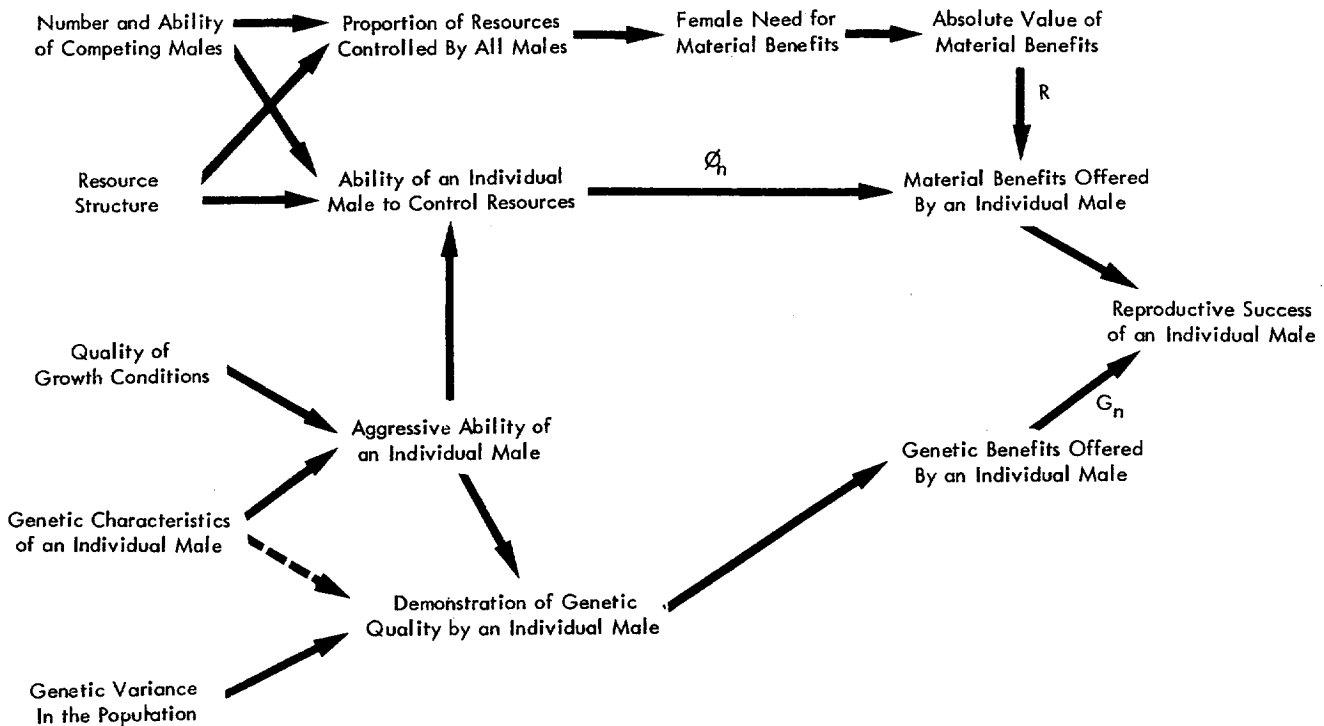 Number and Ability
of Competing Males
Proportion of Resources
Controlled By All Males
Female Need for
Material Benefits
Absolute Value of
Material Benefits
R
Resource
Structure
Ability of an Individual
Male to Control Resources
Ø_n
Material Benefits Offered
By an Individual Male
Reproductive Success
of an Individual Male
Quality of
Growth Conditions
Aggressive Ability of
an Individual Male
G_n
Genetic Benefits Offered
By an Individual Male
Genetic Characteristics
of an Individual Male
Demonstration of Genetic
Quality by an Individual Male
Genetic Variance
In the Population